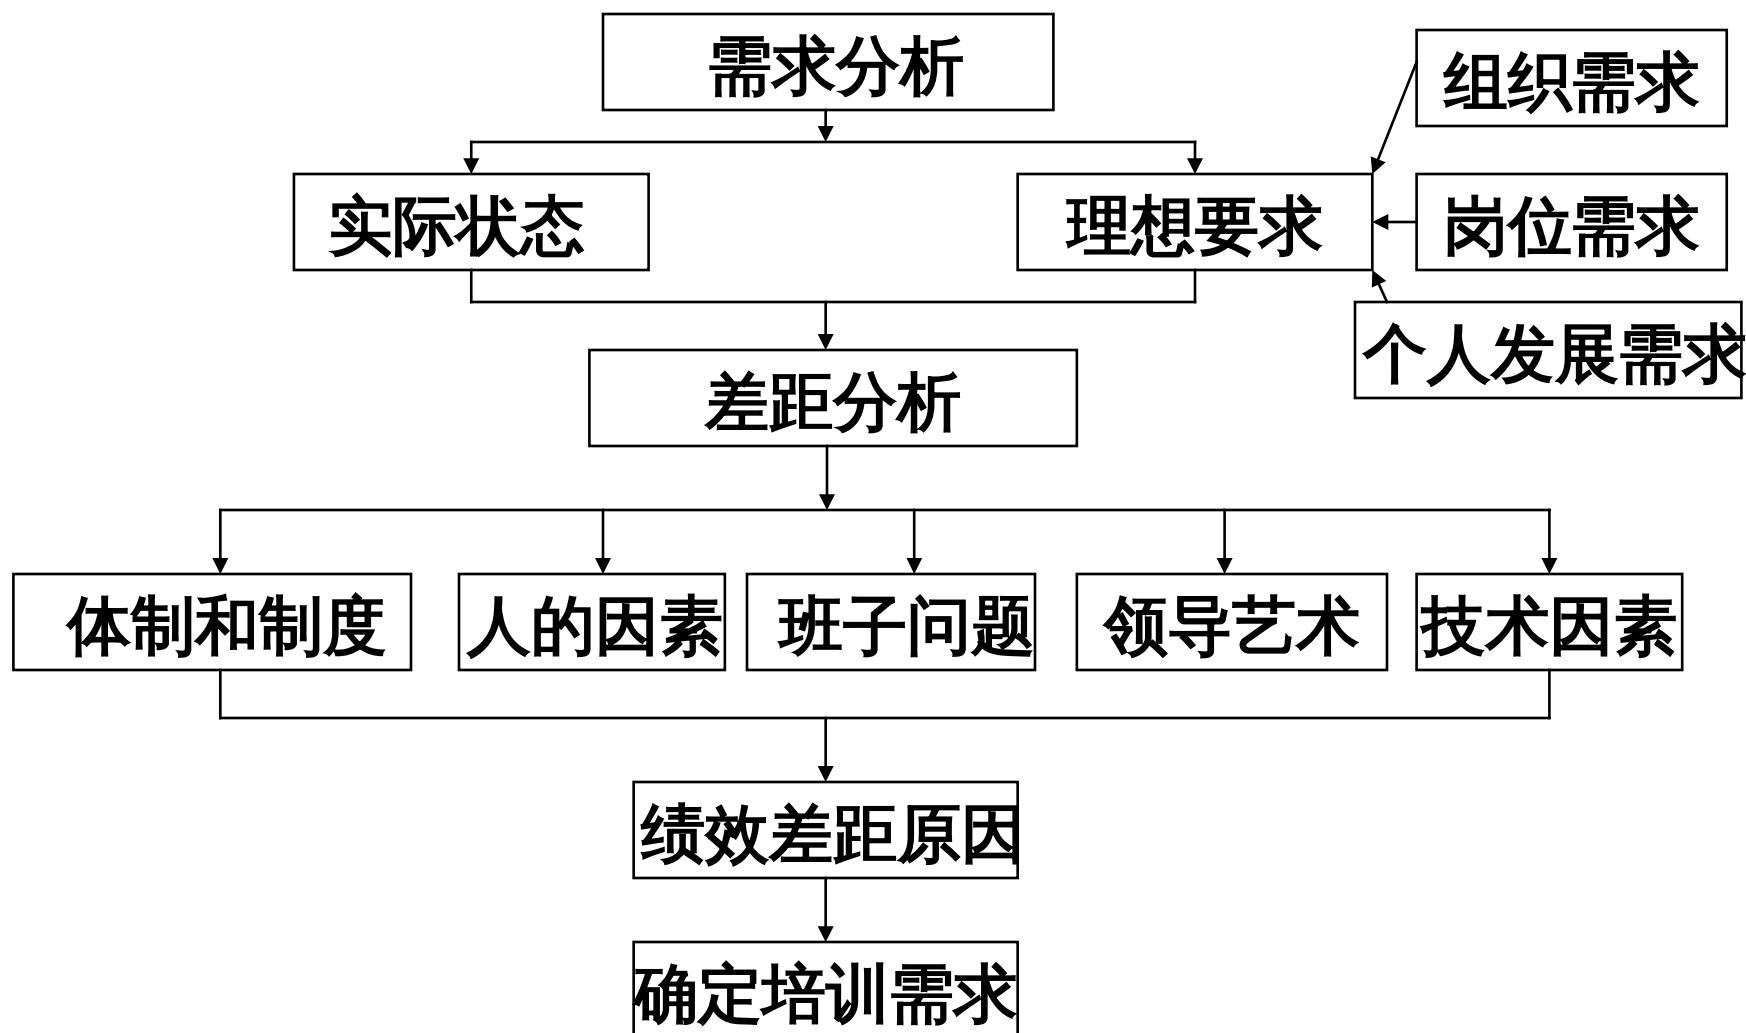 需求分析
组织需求
实际状态
理想要求
岗位需求
个人发展需求
差距分析
体制和制度
人的因素
班子问题
领导艺术
技术因素
绩效差距原因
确定培训需求